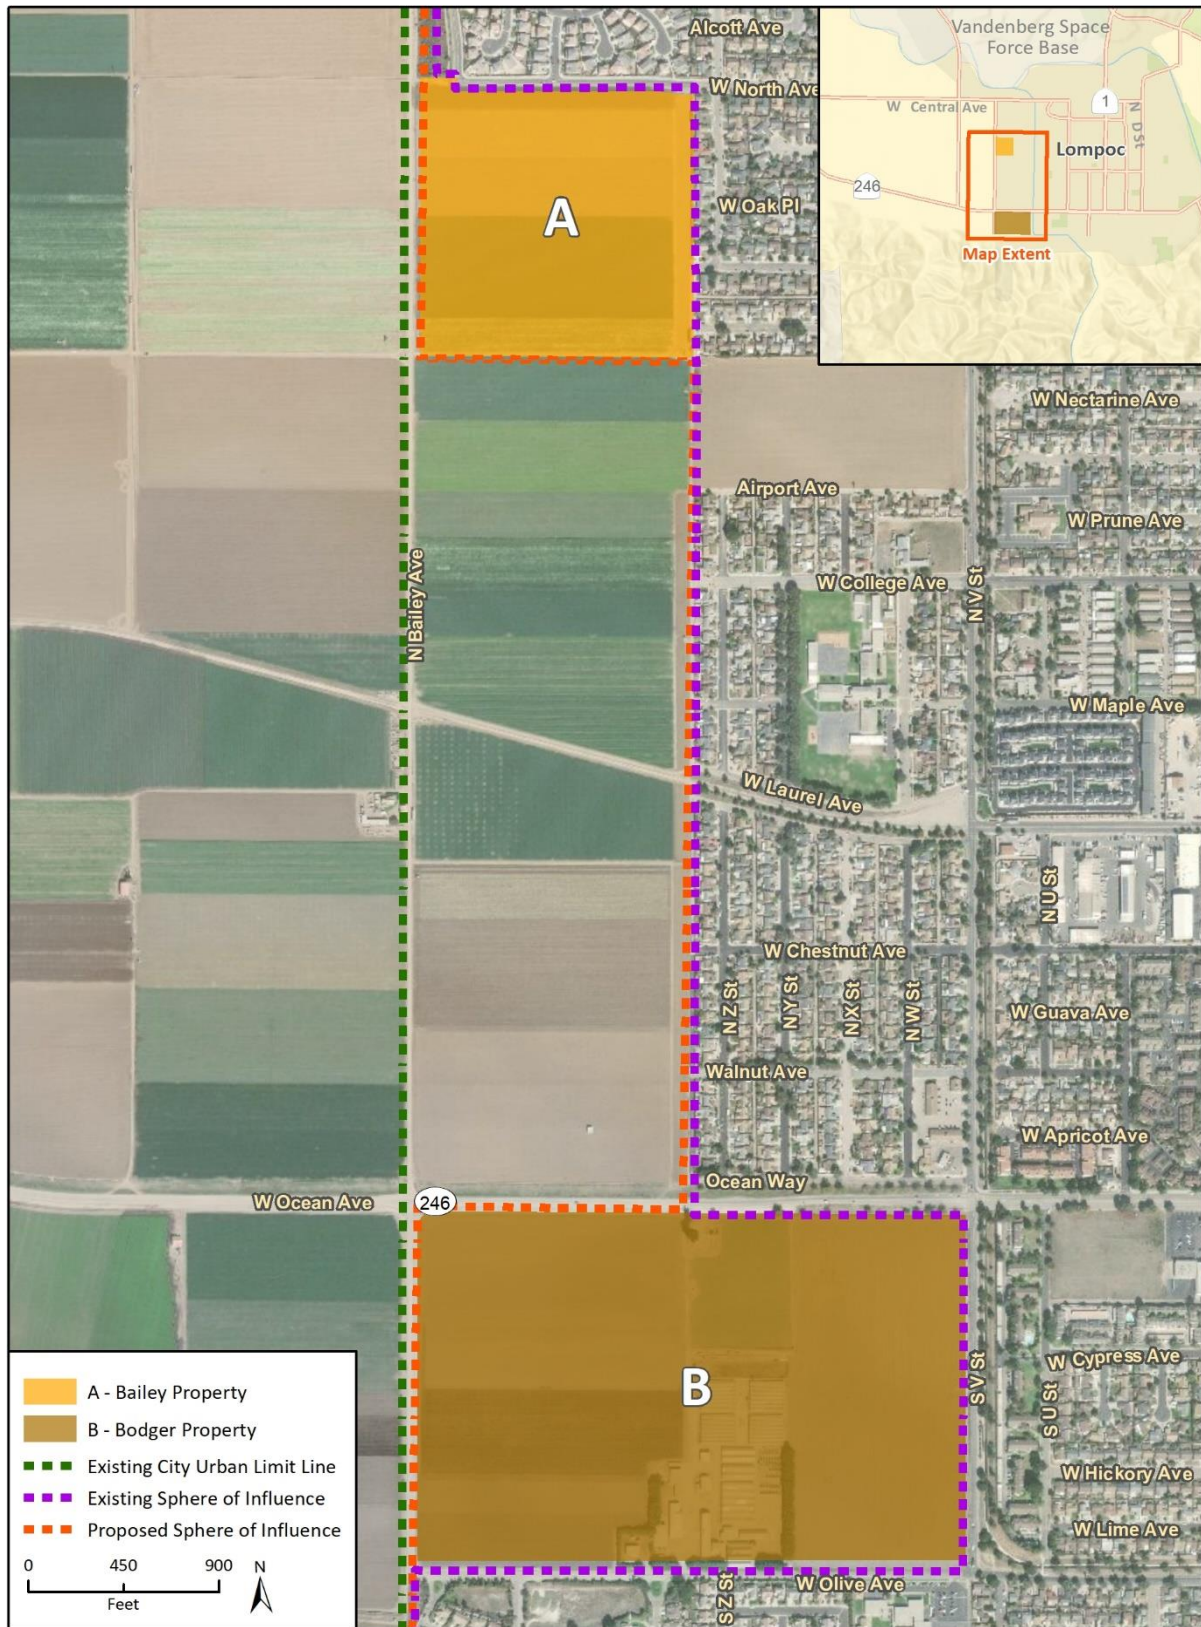 Alcott Ave
W North Ave
W Oak Pl
A
Vandenberg Space
Force Base
W Central Ave
1
N D St
Lompoc
246
Map Extent
W Nectarine Ave
Airport Ave
W Prune Ave
W College Ave
N V St
N Bailey Ave
W Maple Ave
W Laurel Ave
N U St
W Chestnut Ave
N Z St
N Y St
N X St
N W St
W Guava Ave
Walnut Ave
W Apricot Ave
Ocean Way
W Ocean Ave
246
B
S V St
W Cypress Ave
S U St
W Hickory Ave
W Lime Ave
W Olive Ave
S Z St
A - Bailey Property
B - Bodger Property
Existing City Urban Limit Line
Existing Sphere of Influence
Proposed Sphere of Influence
0 450 900
Feet
N